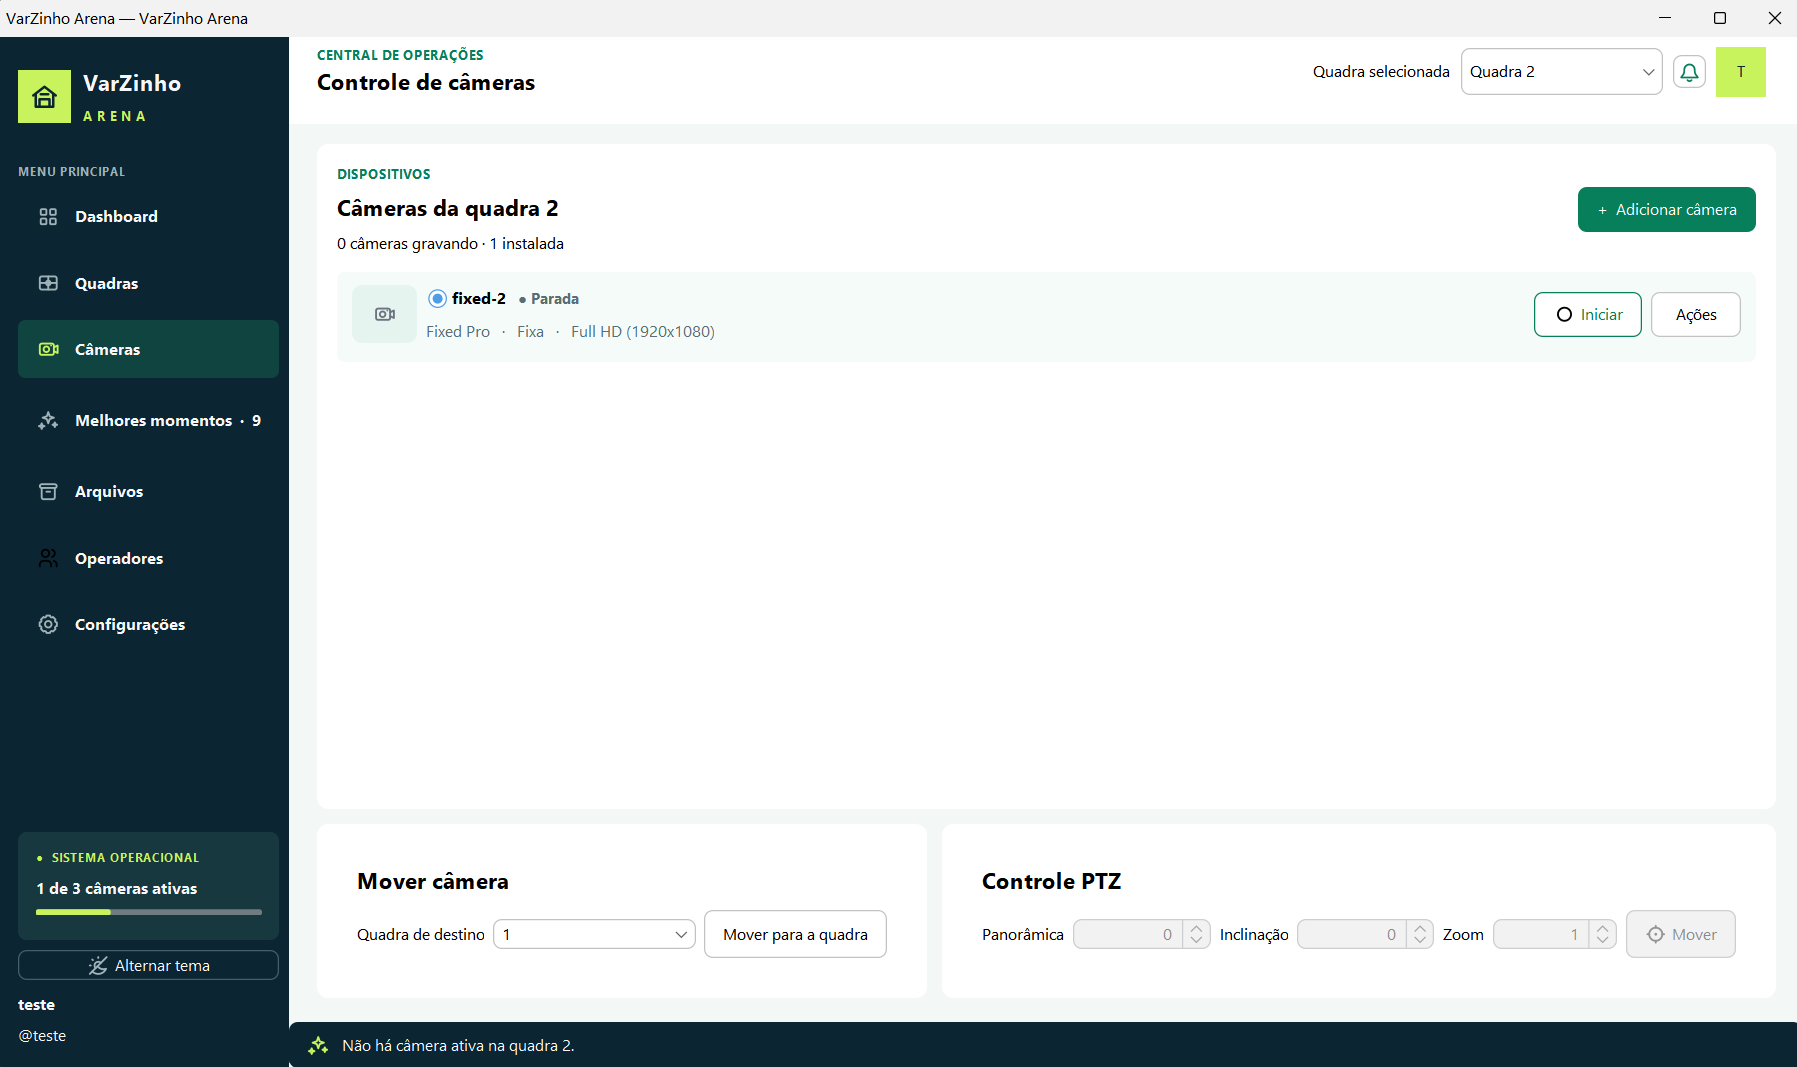 VarZinho Arena — VarZinho Arena
VarZinho
ARENA
MENU PRINCIPAL
Dashboard
Quadras
Câmeras
Melhores momentos · 9
Arquivos
Operadores
Configurações
• SISTEMA OPERACIONAL
1 de 3 câmeras ativas
Alternar tema
teste
@teste
CENTRAL DE OPERAÇÕES
Controle de câmeras
Quadra selecionada
Quadra 2
T
DISPOSITIVOS
Câmeras da quadra 2
0 câmeras gravando · 1 instalada
+ Adicionar câmera
fixed-2 ● Parada
Fixed Pro · Fixa · Full HD (1920x1080)
Iniciar
Ações
Mover câmera
Quadra de destino 1 Mover para a quadra
Controle PTZ
Panorâmica 0 Inclinação 0 Zoom 1 Mover
Não há câmera ativa na quadra 2.